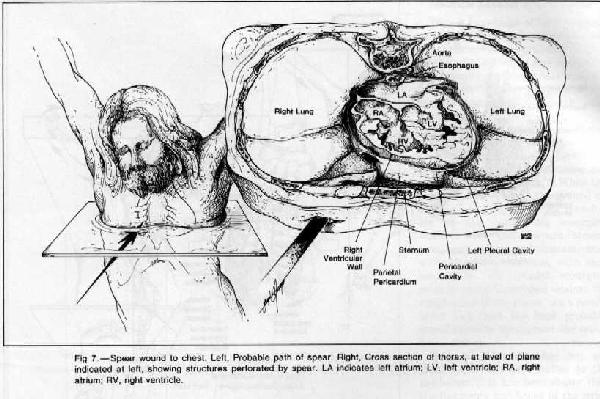 Aorta
Esophagus
LA
Right Lung
RA
LV
Left Lung
RV
Right
Ventricular
Wall
Sternum
Left Pleural Cavity
Parietal
Pericardium
Pericardial
Cavity
Fig 7.—Spear wound to chest. Left, Probable path of spear. Right, Cross section of thorax, at level of plane
indicated at left, showing structures perforated by spear. LA indicates left atrium; LV, left ventricle; RA, right
atrium; RV, right ventricle.